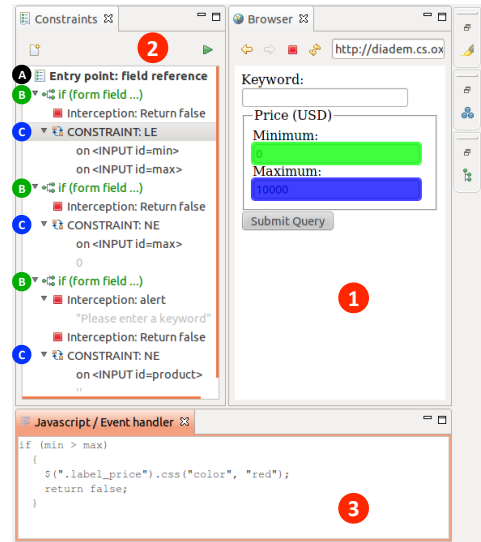 Constraints
2
A Entry point: field reference
B if (form field ...)
Interception: Return false
C CONSTRAINT: LE
on <INPUT id=min>
on <INPUT id=max>
B if (form field ...)
Interception: Return false
C CONSTRAINT: NE
on <INPUT id=max>
0
B if (form field ...)
Interception: alert
"Please enter a keyword"
Interception: Return false
C CONSTRAINT: NE
on <INPUT id=product>
''
Browser
http://diadem.cs.ox
Keyword:
Price (USD)
Minimum:
0
Maximum:
10000
Submit Query
1
Javascript / Event handler
if (min > max)
{
$(".label_price").css("color", "red");
return false;
}
3